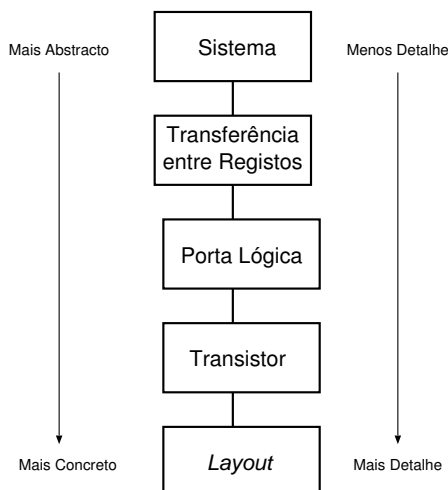 Mais Abstracto
Sistema
Menos Detalhe
Transferência
entre Registos
Porta Lógica
Transistor
Mais Concreto
Layout
Mais Detalhe